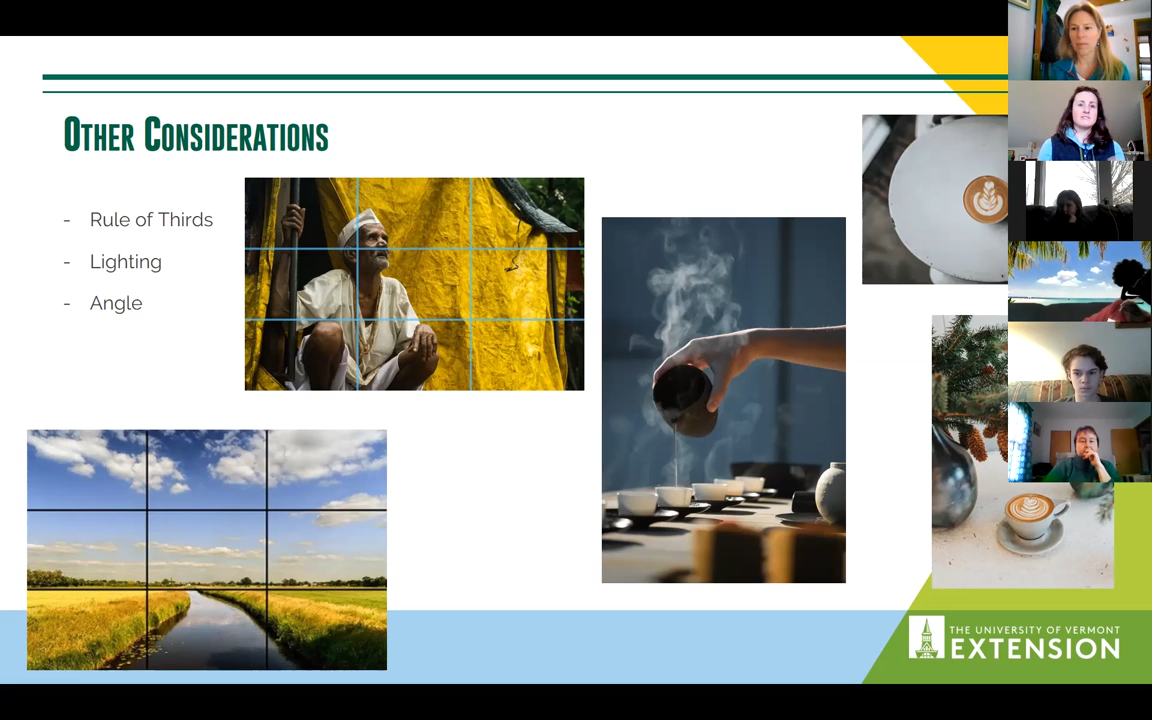 Other Considerations
- Rule of Thirds
- Lighting
- Angle
THE UNIVERSITY OF VERMONT
EXTENSION